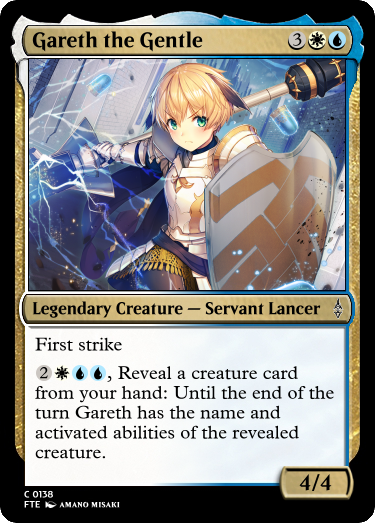 Gareth the Gentle 3
Legendary Creature — Servant Lancer
First strike
2, Reveal a creature card
from your hand: Until the end of the
turn Gareth has the name and
activated abilities of the revealed
creature.
4/4
C 0138
FTE AMANO MISAKI